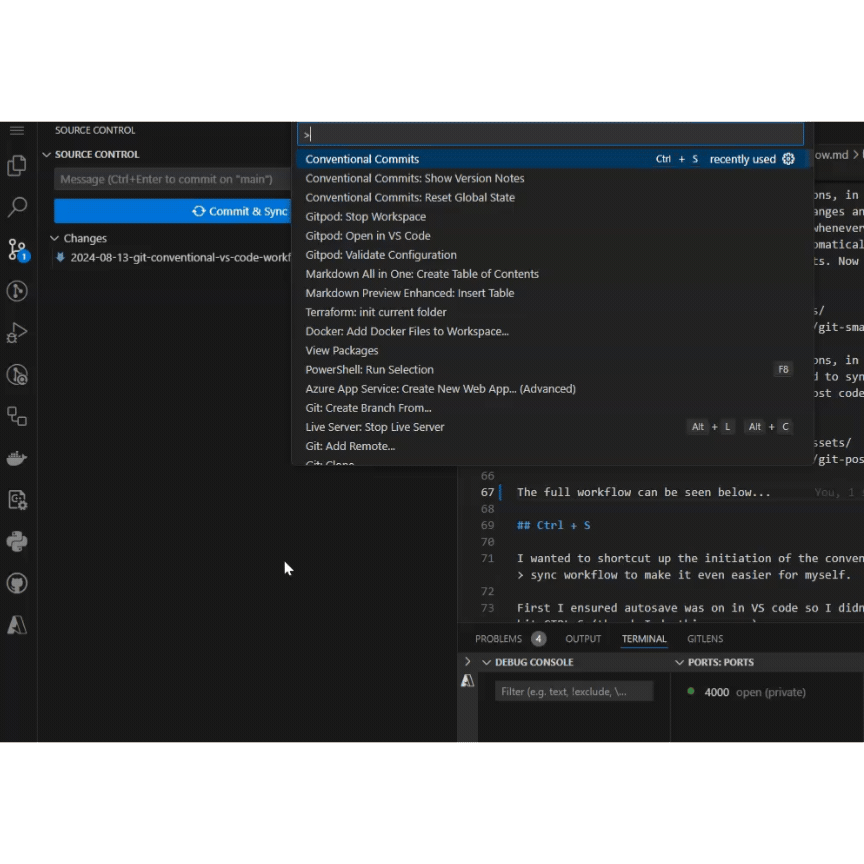 SOURCE CONTROL
SOURCE CONTROL
Message (Ctrl+Enter to commit on "main")
Commit & Sync
Changes
2024-08-13-git-conventional-vs-code-workf
1
>
Conventional Commits Ctrl + S recently used
Conventional Commits: Show Version Notes
Conventional Commits: Reset Global State
Gitpod: Stop Workspace
Gitpod: Open in VS Code
Gitpod: Validate Configuration
Markdown All in One: Create Table of Contents
Markdown Preview Enhanced: Insert Table
Terraform: init current folder
Docker: Add Docker Files to Workspace...
View Packages
PowerShell: Run Selection F8
Azure App Service: Create New Web App... (Advanced)
Git: Create Branch From...
Live Server: Stop Live Server Alt + L Alt + C
Git: Add Remote...
Git: Clone
ow.md >
ons, in
anges an
whenever
omatical
ts. Now
s/
/git-sma
ons, in
d to syn
ost code
ssets/
/git-pos
66
67 The full workflow can be seen below... You, 1 s
68
69 ## Ctrl + S
70
71 I wanted to shortcut up the initiation of the conven
> sync workflow to make it even easier for myself.
72
73 First I ensured autosave was on in VS code so I didn
PROBLEMS 4 OUTPUT TERMINAL GITLENS
DEBUG CONSOLE
Filter (e.g. text, !exclude, \...
PORTS: PORTS
4000 open (private)